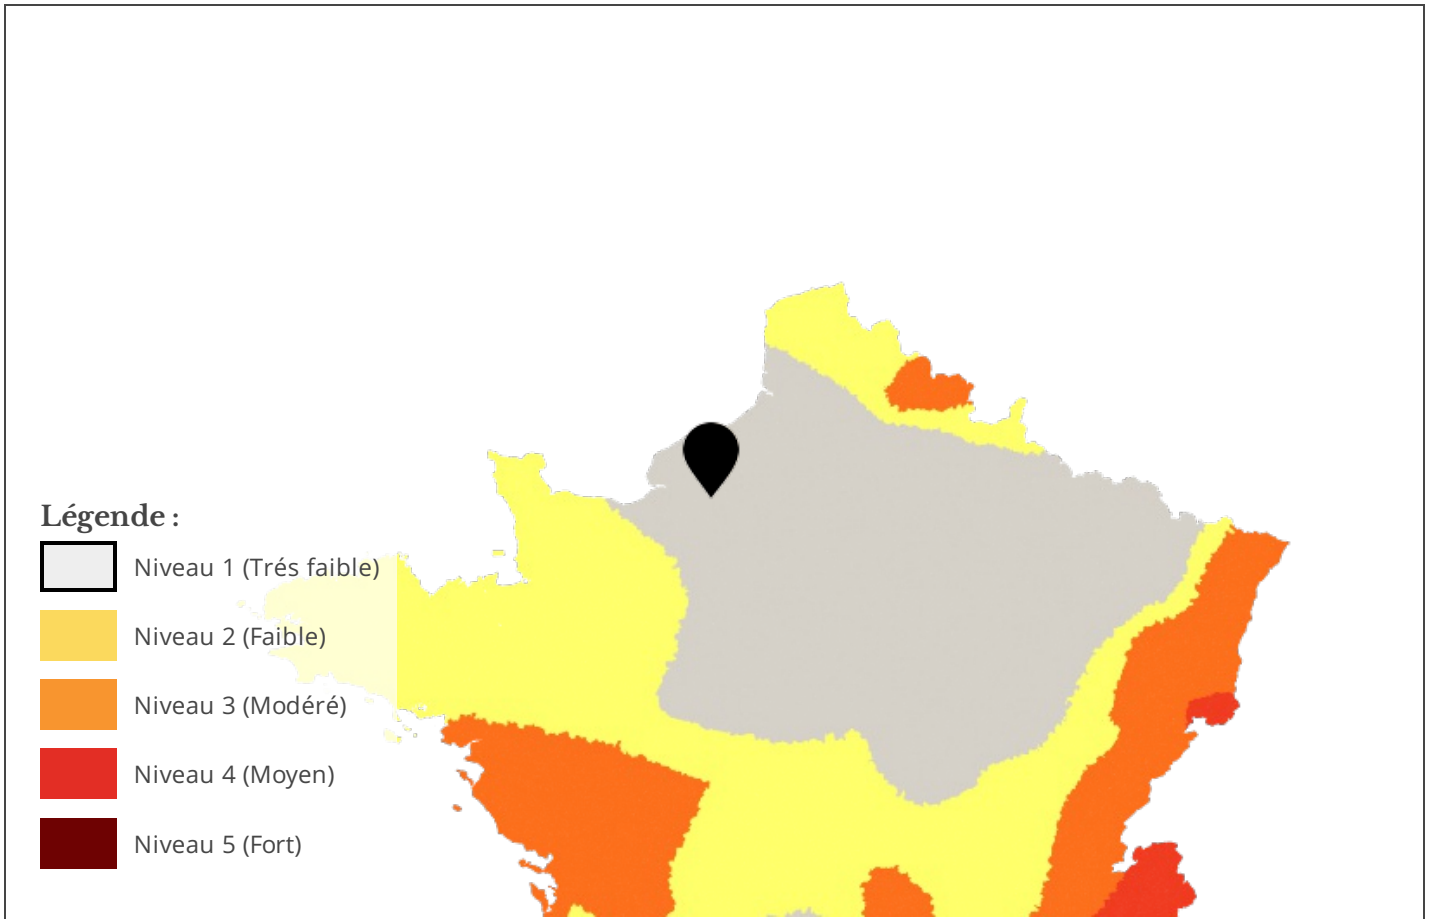 Légende :
Niveau 1 (Trés faible)
Niveau 2 (Faible)
Niveau 3 (Modéré)
Niveau 4 (Moyen)
Niveau 5 (Fort)